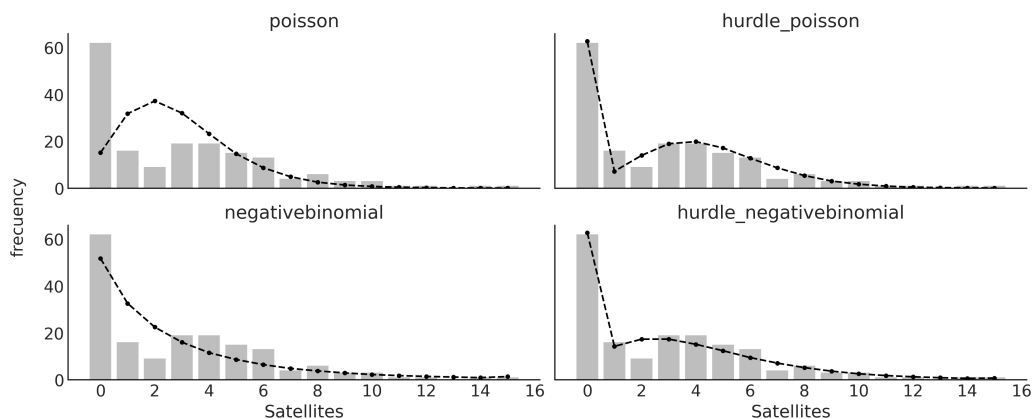 poisson
hurdle_poisson
60
40
20
0
negativebinomial
hurdle_negativebinomial
60
40
20
0
0 2 4 6 8 10 12 14 16
0 2 4 6 8 10 12 14 16
Satellites
Satellites
frecuency